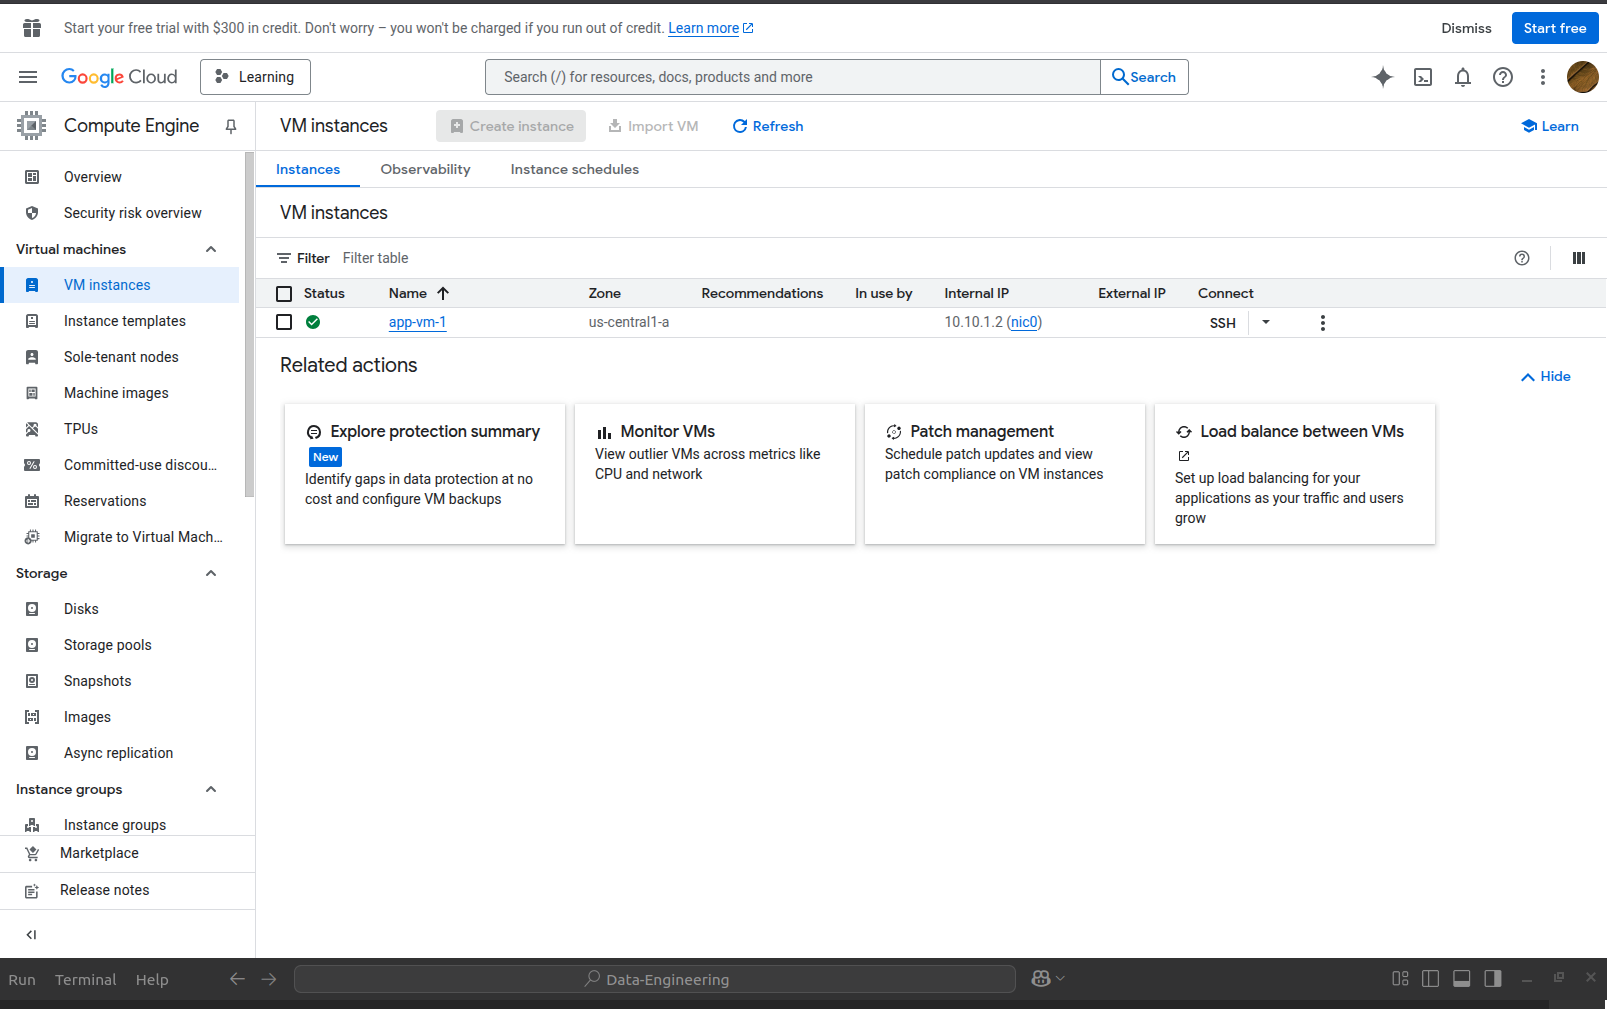 Start your free trial with $300 in credit. Don't worry – you won't be charged if you run out of credit. Learn more
Dismiss
Start free
Google Cloud
Learning
Search (/) for resources, docs, products and more
Search
Compute Engine
VM instances
Create instance
Import VM
Refresh
Learn
Overview
Security risk overview
Virtual machines
VM instances
Instance templates
Sole-tenant nodes
Machine images
TPUs
Committed-use discou...
Reservations
Migrate to Virtual Mach...
Storage
Disks
Storage pools
Snapshots
Images
Async replication
Instance groups
Instance groups
Marketplace
Release notes
Instances
Observability
Instance schedules
VM instances
Filter Filter table
Status Name Zone Recommendations In use by Internal IP External IP Connect
app-vm-1 us-central1-a 10.10.1.2 (nic0) SSH
Related actions
Hide
Explore protection summary
New
Identify gaps in data protection at no
cost and configure VM backups
Monitor VMs
View outlier VMs across metrics like
CPU and network
Patch management
Schedule patch updates and view
patch compliance on VM instances
Load balance between VMs
Set up load balancing for your
applications as your traffic and users
grow
Run Terminal Help
Data-Engineering